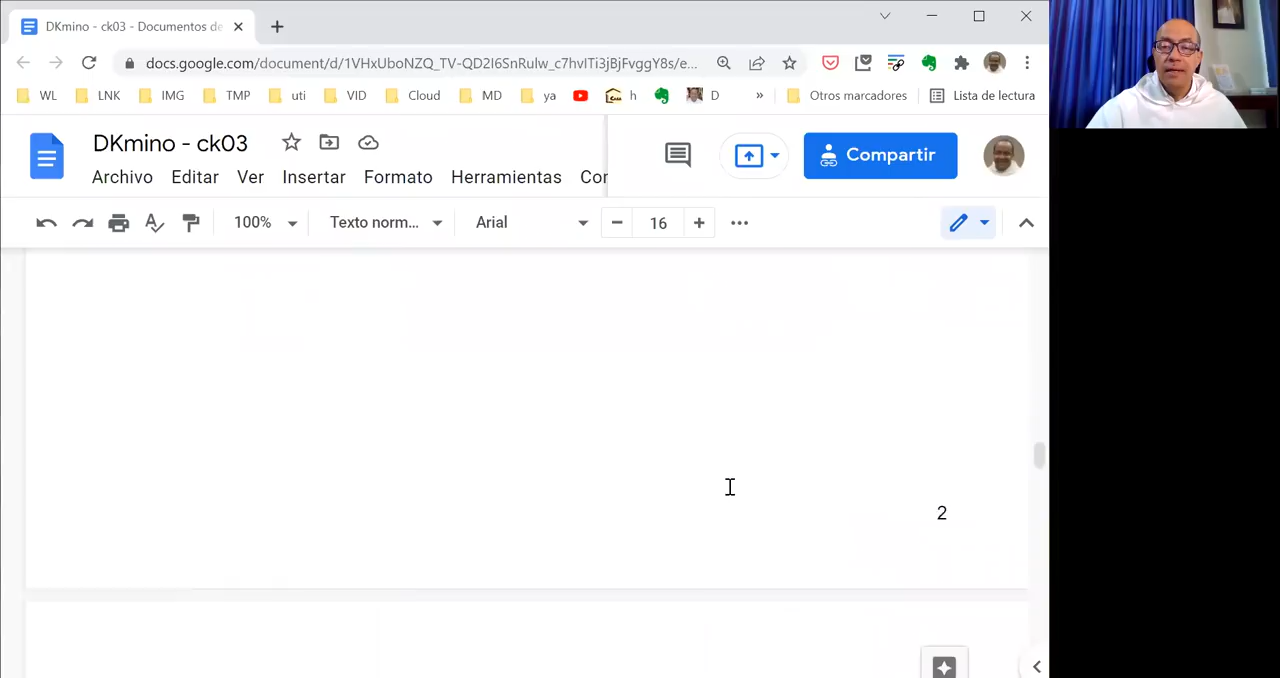 DKmino - ck03 - Documentos de
docs.google.com/document/d/1VHxUboNZQ_TV-QD2I6SnRulw_c7hvITi3jBjFvggY8s/e...
WL LNK IMG TMP uti VID Cloud MD ya h D » Otros marcadores Lista de lectura
DKmino - ck03
Compartir
Archivo Editar Ver Insertar Formato Herramientas Con
100% Texto norm... Arial 16
2